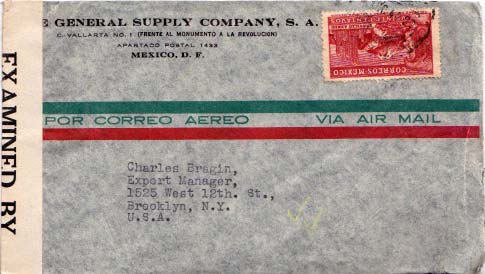 E GENERAL SUPPLY COMPANY, S. A.
C. VALLARTA NO. 1 (FRENTE AL MONUMENTO A LA REVOLUCION)
APARTADO POSTAL 1433
MEXICO, D. F.
CORREOS MEXICO
EXAMINED BY
POR CORREO AEREO VIA AIR MAIL
Charles Bragin,
Export Manager,
1525 West 12th. St.,
Brooklyn, N.Y.
U.S.A.